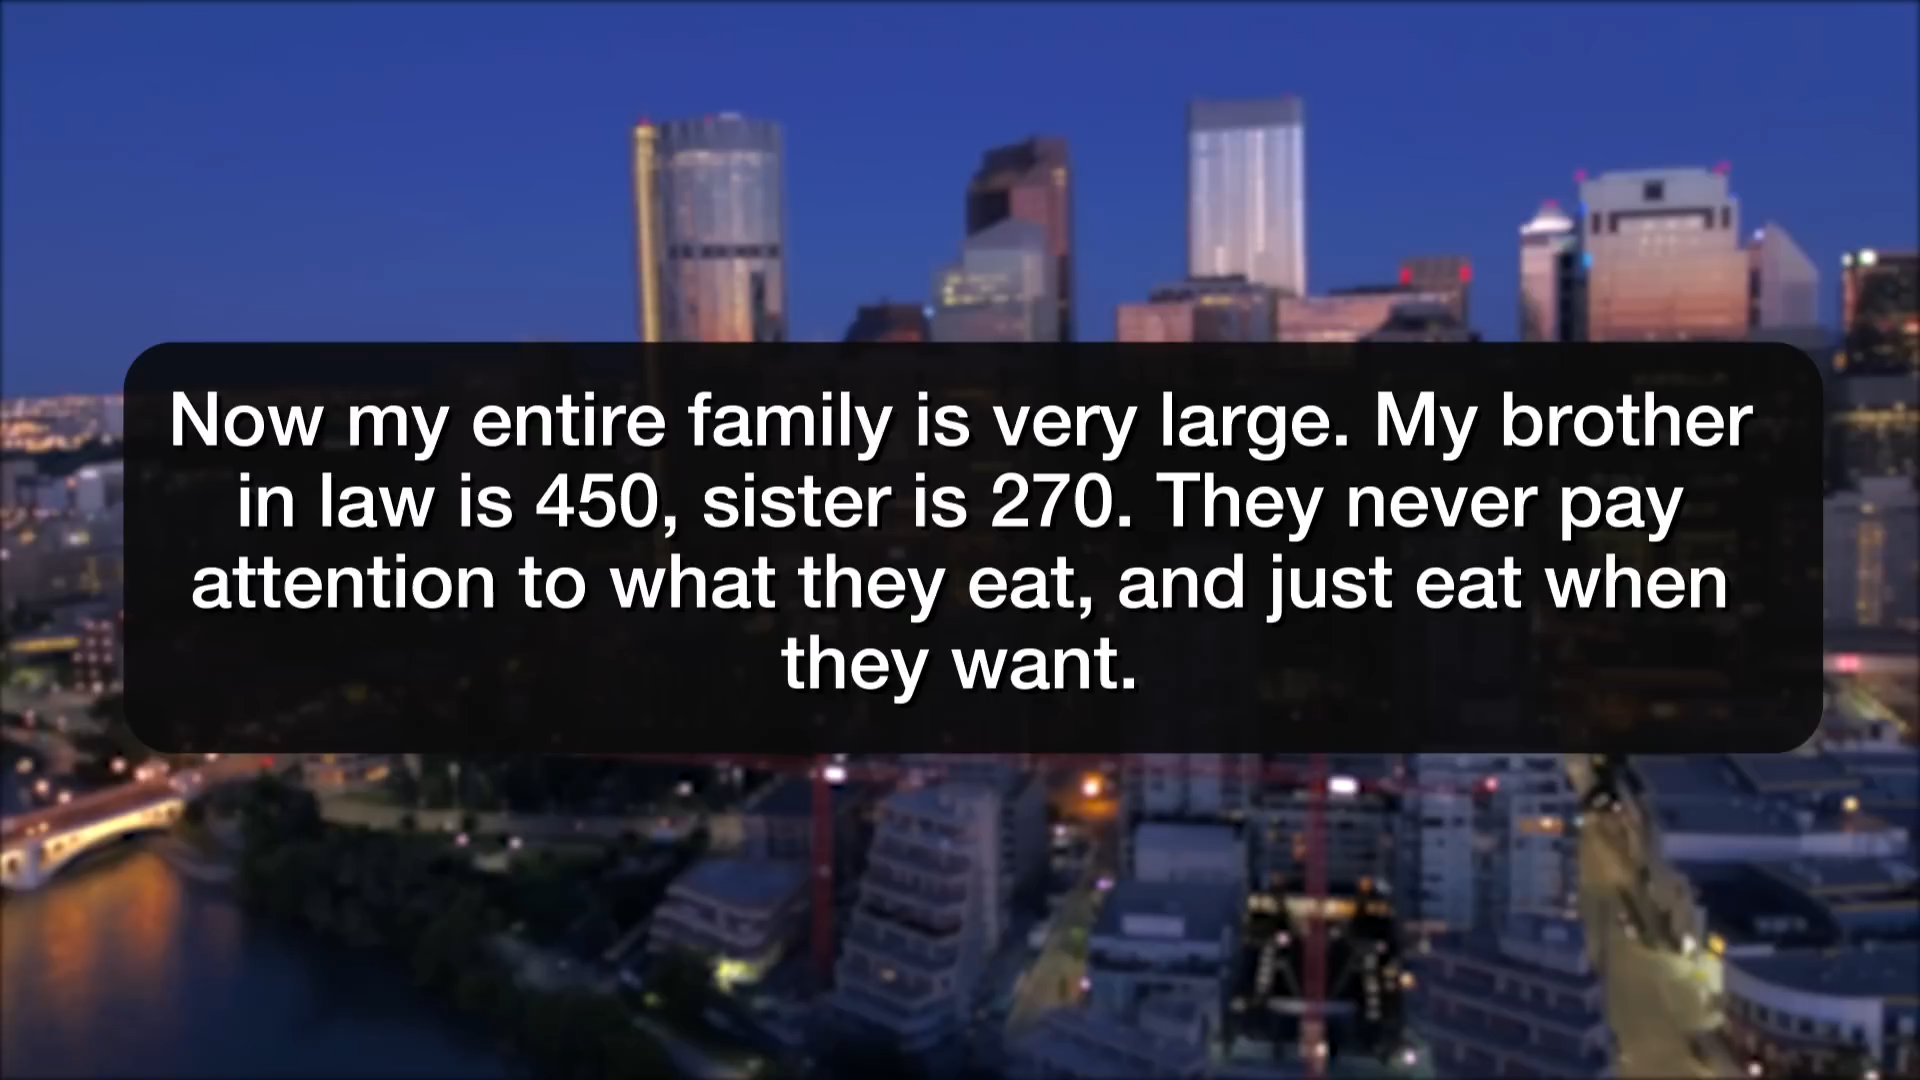 Now my entire family is very large. My brother
in law is 450, sister is 270. They never pay
attention to what they eat, and just eat when
they want.